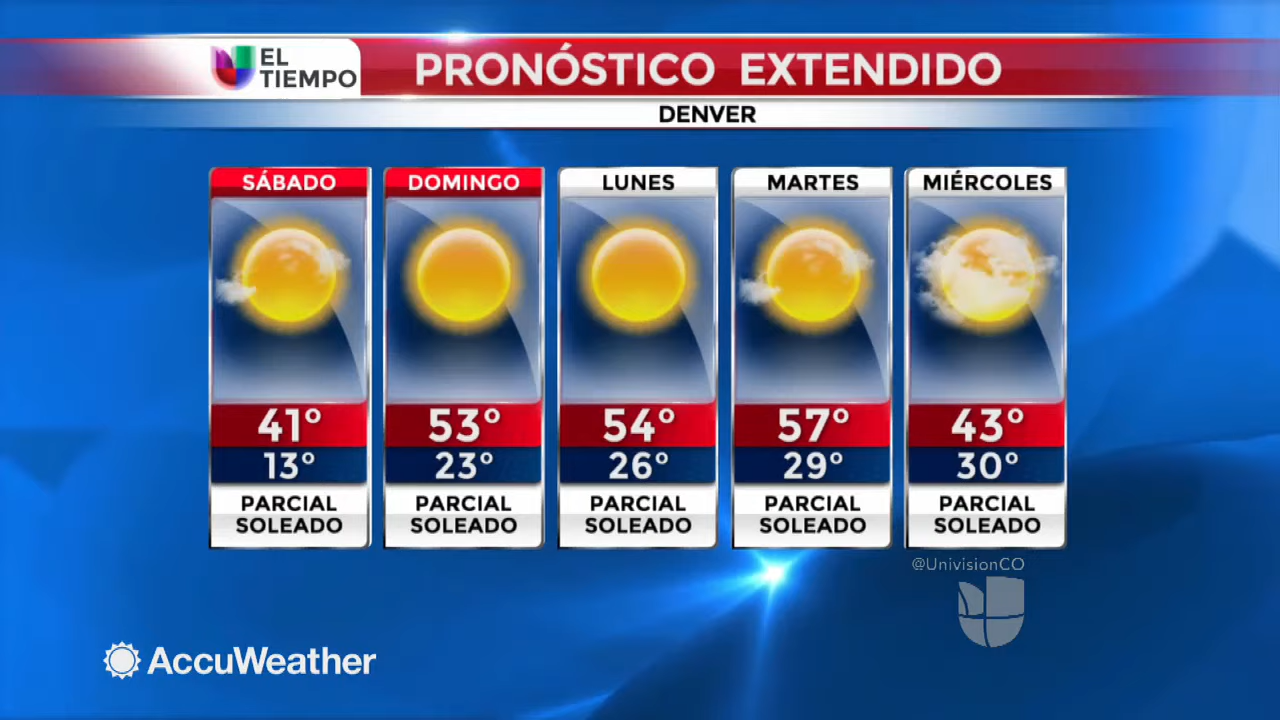 EL
TIEMPO
PRONÓSTICO EXTENDIDO
DENVER
SÁBADO
41°
13°
PARCIAL
SOLEADO
DOMINGO
53°
23°
PARCIAL
SOLEADO
LUNES
54°
26°
PARCIAL
SOLEADO
MARTES
57°
29°
PARCIAL
SOLEADO
MIÉRCOLES
43°
30°
PARCIAL
SOLEADO
@UnivisionCO
AccuWeather